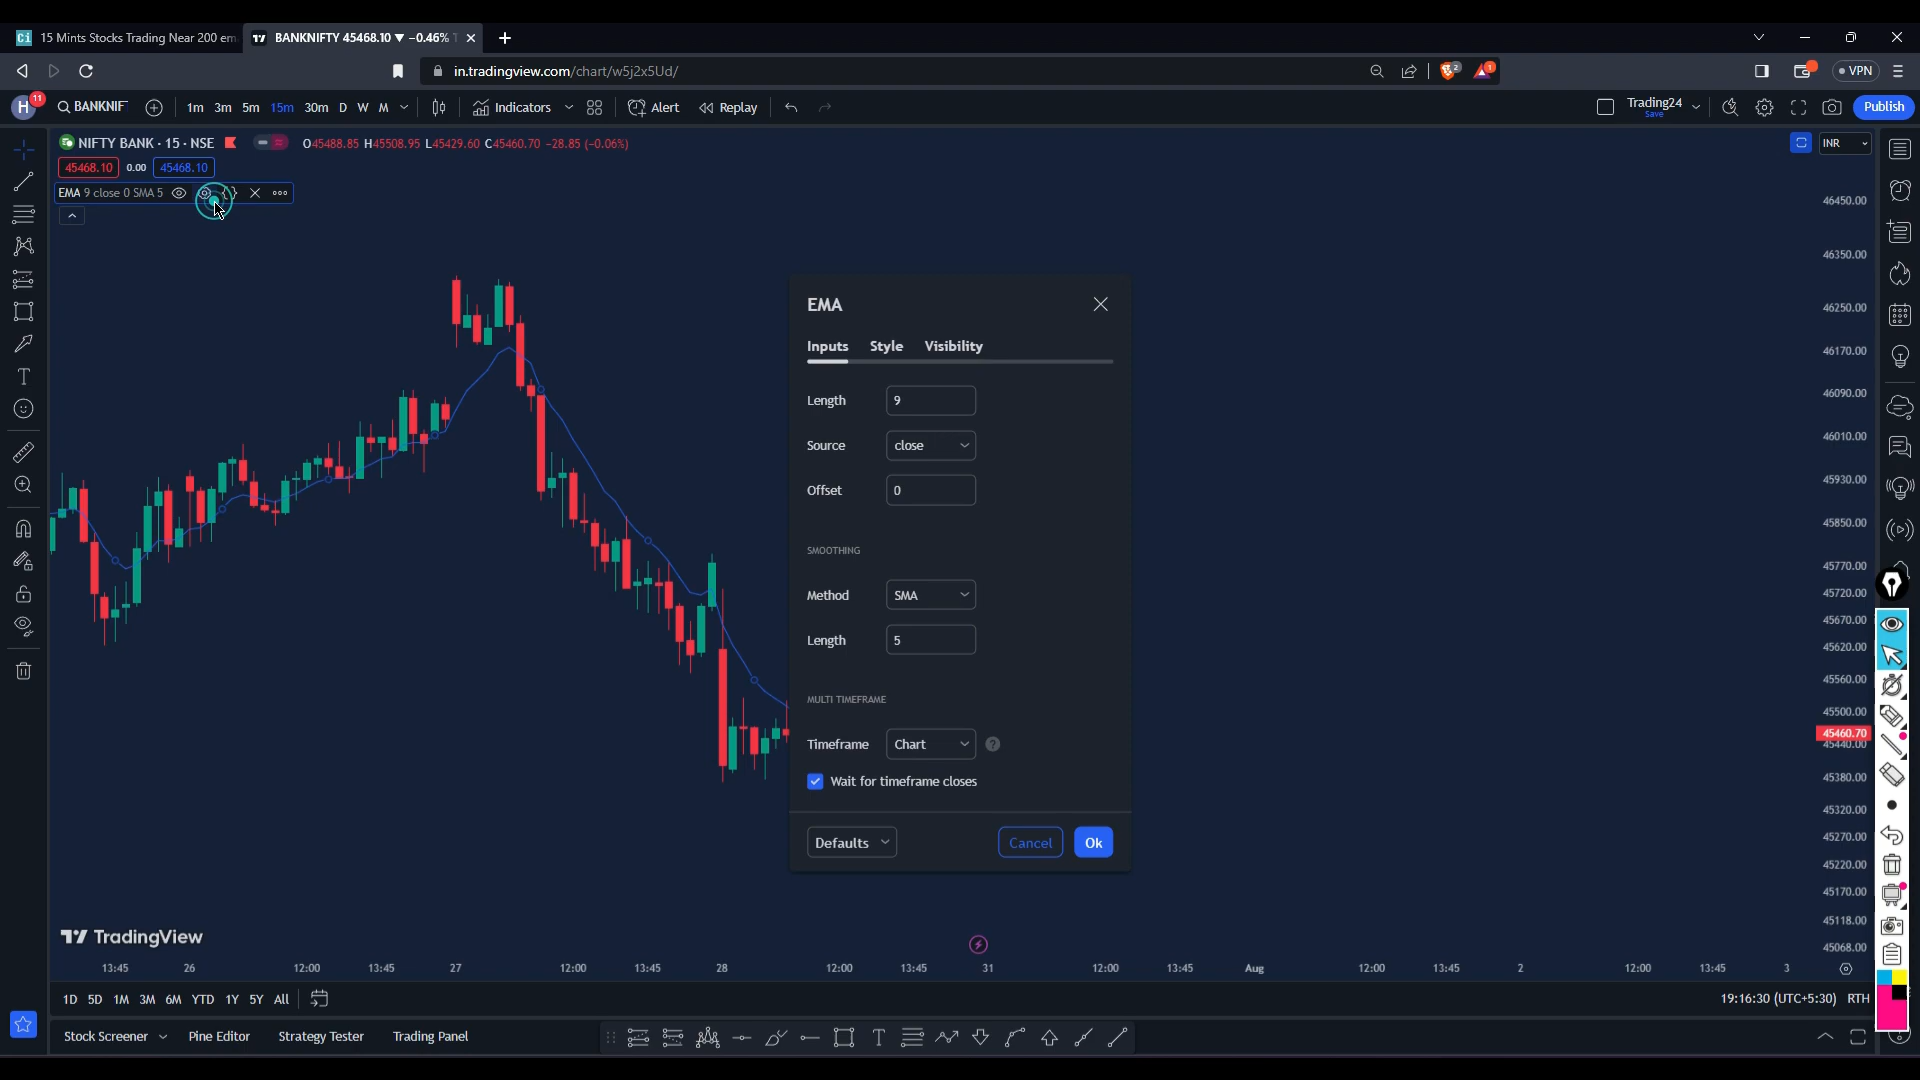 Ci 15 Mints Stocks Trading Near 200 em
BANKNIFTY 45468.10 ▼ −0.46%
in.tradingview.com/chart/w5j2x5Ud/
2
1
VPN
H 11
BANKNIF
1m 3m 5m 15m 30m D W M
Indicators
Alert
Replay
Trading24
Save
Publish
NIFTY BANK · 15 · NSE
O45488.85 H45508.95 L45429.60 C45460.70 −28.85 (−0.06%)
INR
45468.10 0.00 45468.10
EMA 9 close 0 SMA 5
46450.00
46350.00
46250.00
46170.00
46090.00
46010.00
45930.00
45850.00
45770.00
45720.00
45670.00
45620.00
45560.00
45500.00
45460.70
45440.00
45380.00
45320.00
45270.00
45220.00
45170.00
45118.00
45068.00
EMA
Inputs Style Visibility
Length 9
Source close
Offset 0
SMOOTHING
Method SMA
Length 5
MULTI TIMEFRAME
Timeframe Chart ?
Wait for timeframe closes
Defaults Cancel Ok
TradingView
13:45 26 12:00 13:45 27 12:00 13:45 28 12:00 13:45 31 12:00 13:45 Aug 12:00 13:45 2 12:00 13:45 3
1D 5D 1M 3M 6M YTD 1Y 5Y All
19:16:30 (UTC+5:30) RTH
Stock Screener Pine Editor Strategy Tester Trading Panel